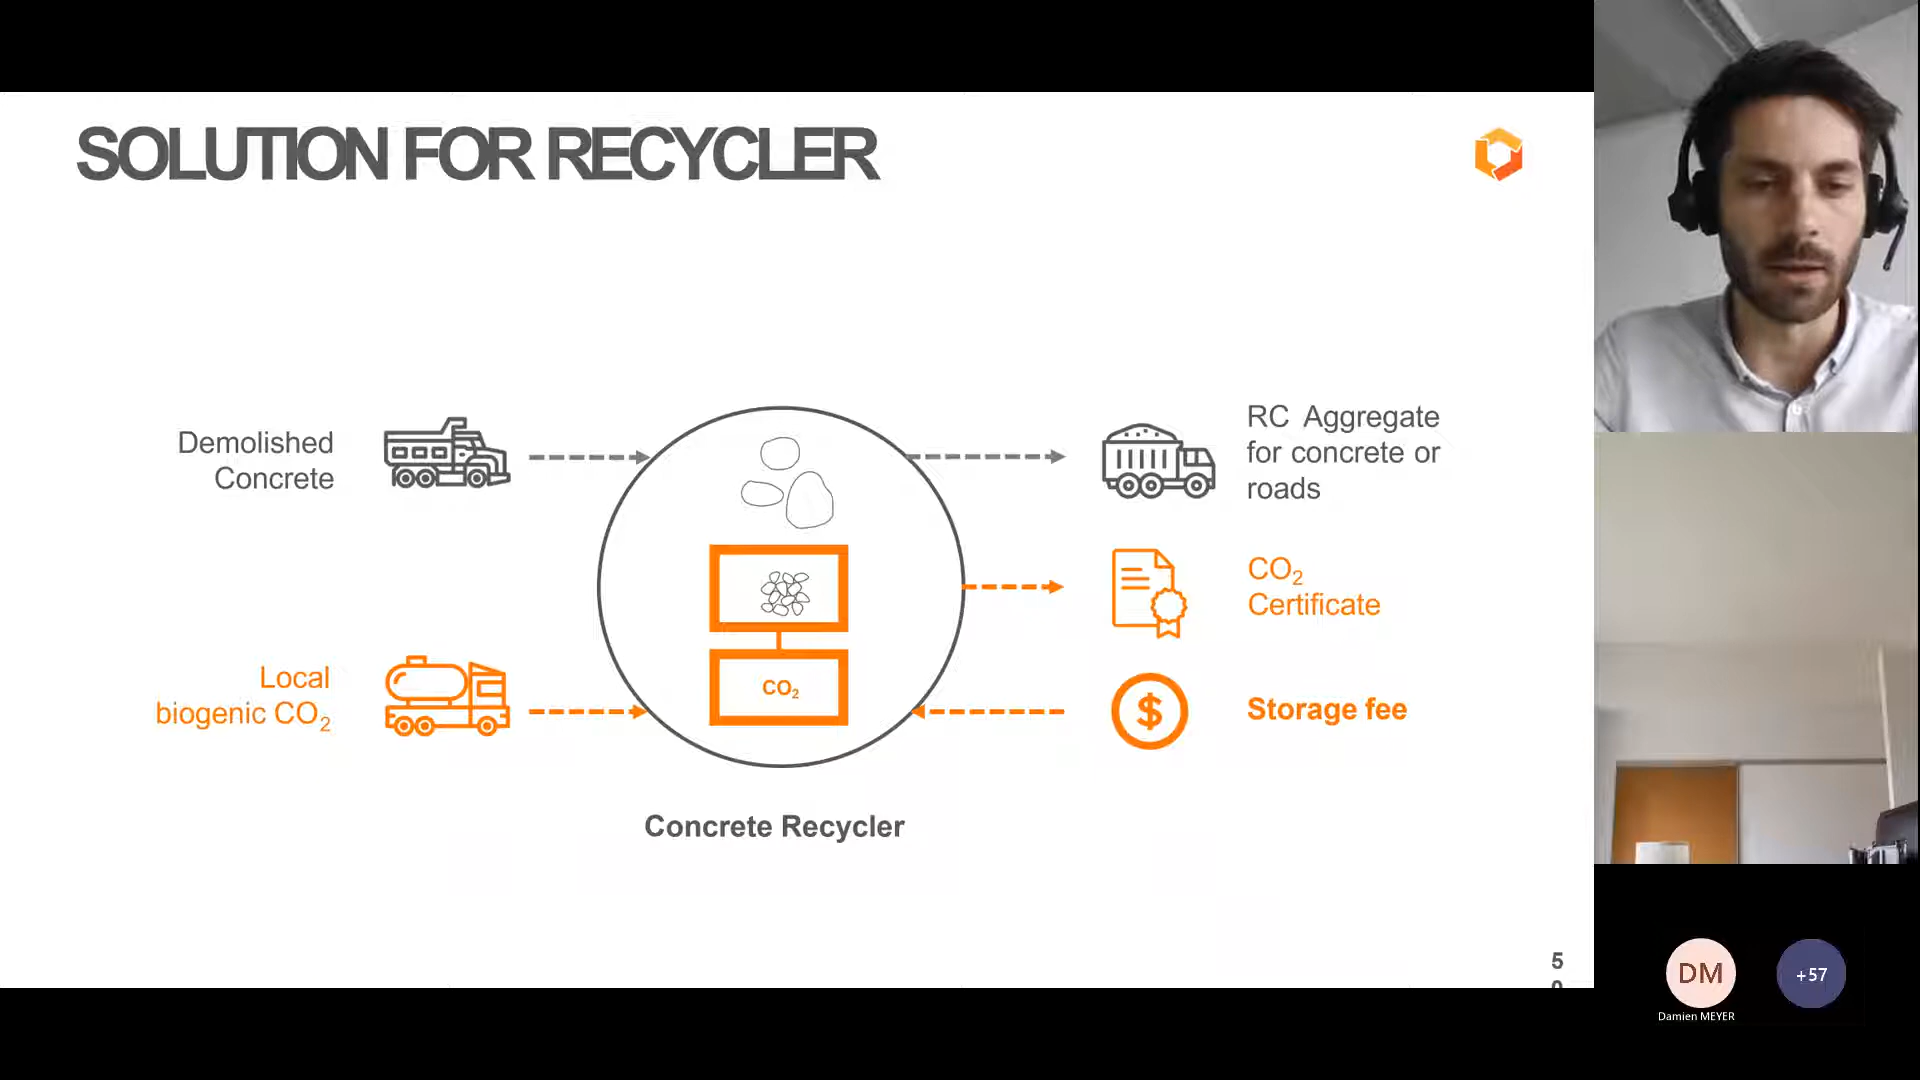 SOLUTION FOR RECYCLER
Demolished
Concrete
RC Aggregate
for concrete or
roads
CO₂
Certificate
Local
biogenic CO₂
CO₂
Storage fee
Concrete Recycler
5
DM
+57
Damien MEYER